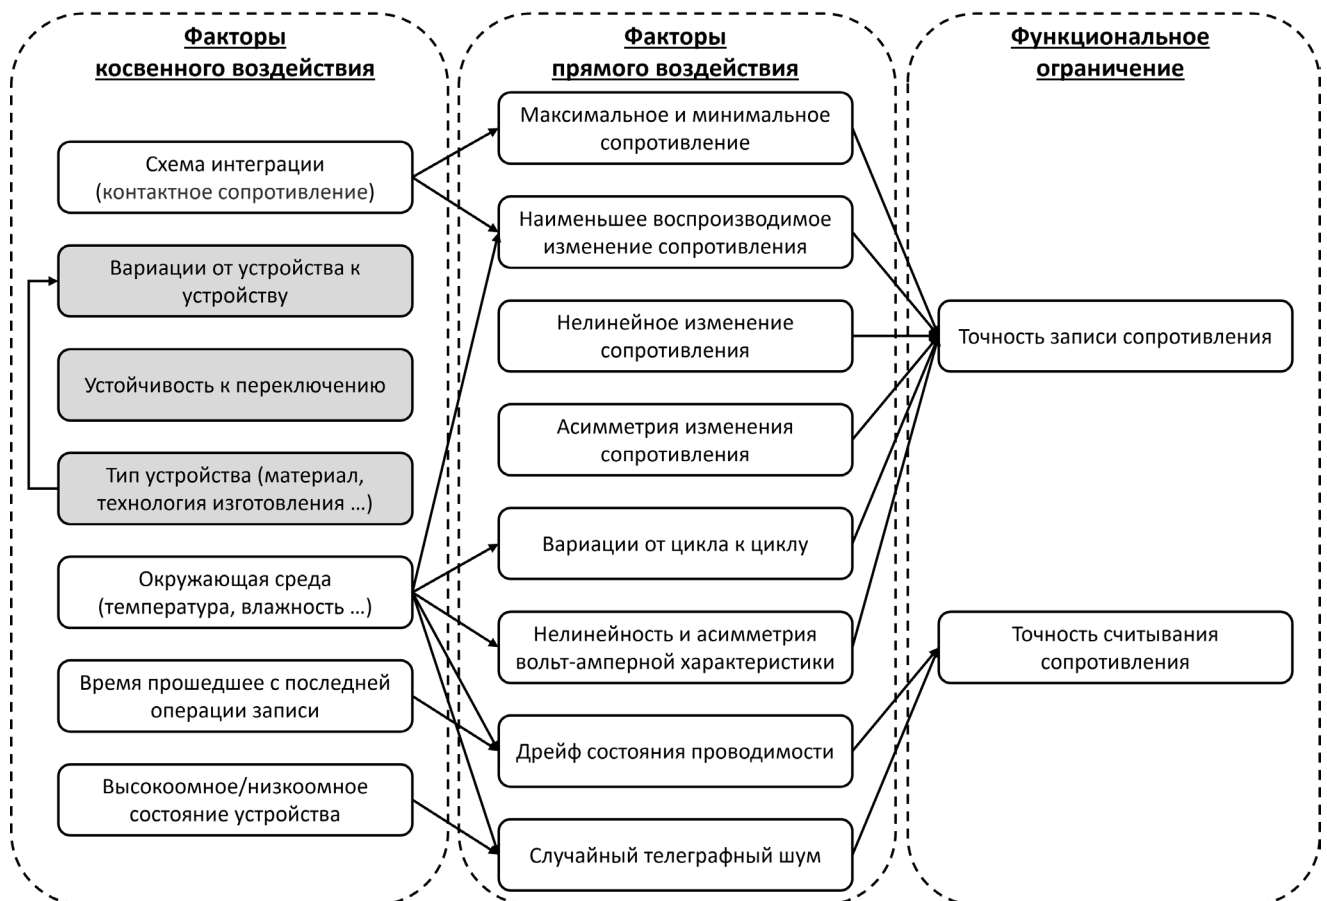 Факторы
косвенного воздействия
Схема интеграции
(контактное сопротивление)
Вариации от устройства к
устройству
Устойчивость к переключению
Тип устройства (материал,
технология изготовления ...)
Окружающая среда
(температура, влажность ...)
Время прошедшее с последней
операции записи
Высокоомное/низкоомное
состояние устройства
Факторы
прямого воздействия
Максимальное и минимальное
сопротивление
Наименьшее воспроизводимое
изменение сопротивления
Нелинейное изменение
сопротивления
Асимметрия изменения
сопротивления
Вариации от цикла к циклу
Нелинейность и асимметрия
вольт-амперной характеристики
Дрейф состояния проводимости
Случайный телеграфный шум
Функциональное
ограничение
Точность записи сопротивления
Точность считывания
сопротивления